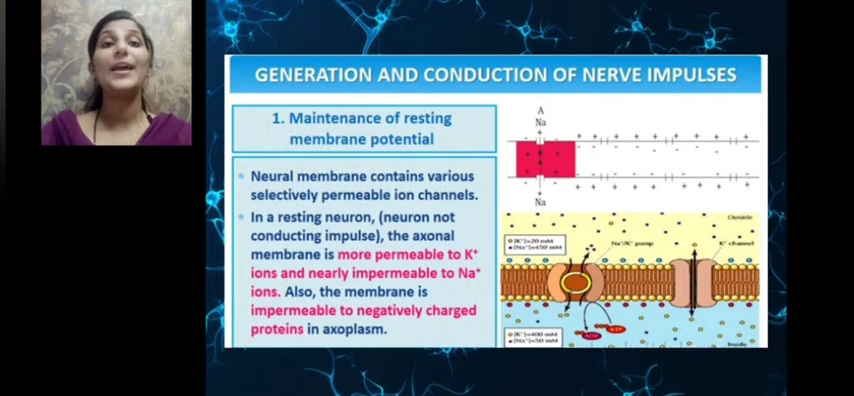 GENERATION AND CONDUCTION OF NERVE IMPULSES
1. Maintenance of resting
membrane potential
Neural membrane contains various
selectively permeable ion channels.
In a resting neuron, (neuron not
conducting impulse), the axonal
membrane is more permeable to K⁺
ions and nearly impermeable to Na⁺
ions. Also, the membrane is
impermeable to negatively charged
proteins in axoplasm.
A
Na
Na
Outside
[K⁺]=20 mM
[Na⁺]=450 mM
Na⁺/K⁺ pump
K⁺ channel
ADP
ATP
[K⁺]=400 mM
[Na⁺]=50 mM
Inside